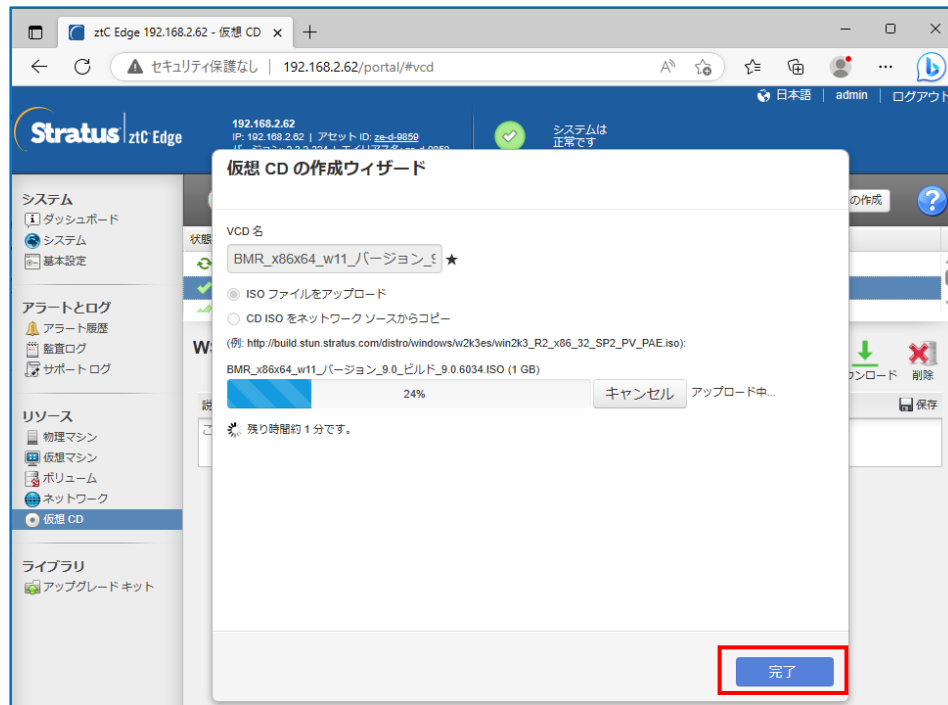 ztC Edge 192.168.2.62 - 仮想 CD
セキュリティ保護なし 192.168.2.62/portal/#vcd
日本語 admin ログアウト
Stratus ztC Edge
192.168.2.62
IP: 192.168.2.62 | アセット ID: ze-d-9859
システムは
正常です
仮想 CD の作成ウィザード
システム
ダッシュボード
システム
基本設定
アラートとログ
アラート履歴
監査ログ
サポート ログ
リソース
物理マシン
仮想マシン
ボリューム
ネットワーク
仮想 CD
ライブラリ
アップグレード キット
の作成
状態
VCD 名
BMR_x86x64_w11_バージョン_9
ISO ファイルをアップロード
CD ISO をネットワーク ソースからコピー
(例: http://build.stun.stratus.com/distro/windows/w2k3es/win2k3_R2_x86_32_SP2_PV_PAE.iso):
BMR_x86x64_w11_バージョン_9.0_ビルド_9.0.6034.ISO (1 GB)
24% キャンセル アップロード中...
残り時間約 1 分です。
ウンロード 削除
保存
完了